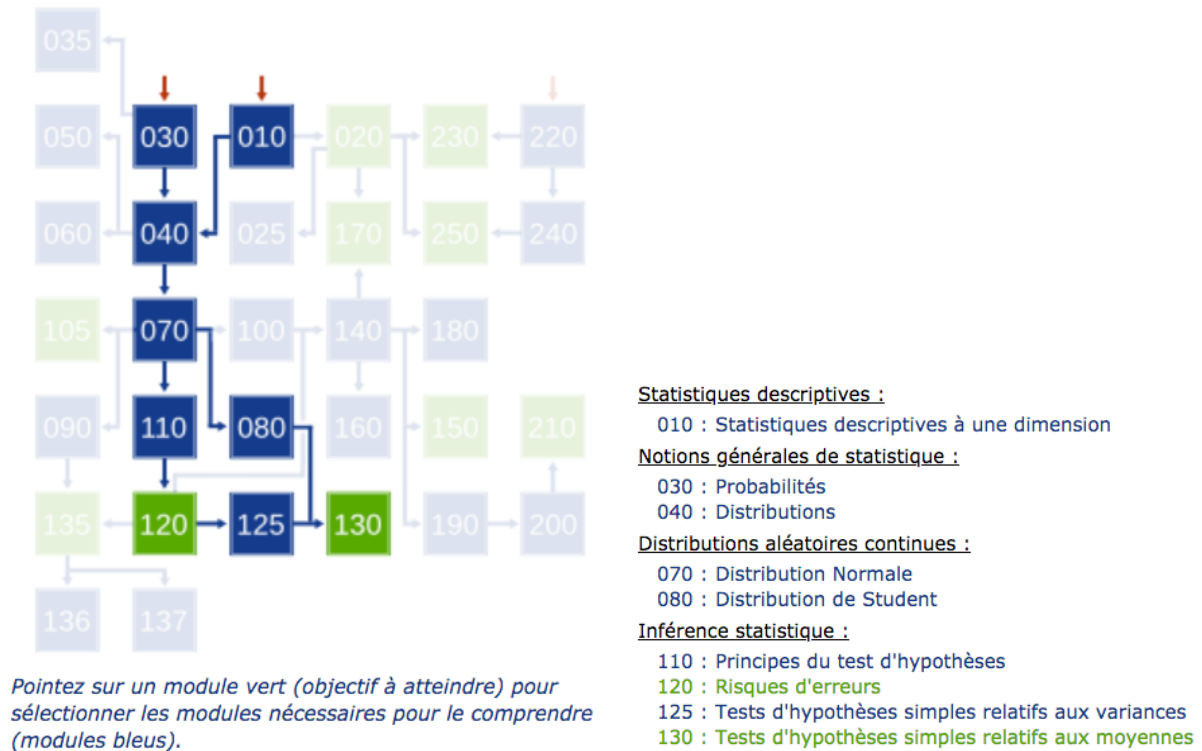 035
030
010
050
020
230
220
040
060
025
170
250
240
070
105
100
140
180
110
080
090
160
150
210
120
125
130
135
190
200
136
137
Pointez sur un module vert (objectif à atteindre) pour
sélectionner les modules nécessaires pour le comprendre
(modules bleus).
Statistiques descriptives :
010 : Statistiques descriptives à une dimension
Notions générales de statistique :
030 : Probabilités
040 : Distributions
Distributions aléatoires continues :
070 : Distribution Normale
080 : Distribution de Student
Inférence statistique :
110 : Principes du test d'hypothèses
120 : Risques d'erreurs
125 : Tests d'hypothèses simples relatifs aux variances
130 : Tests d'hypothèses simples relatifs aux moyennes